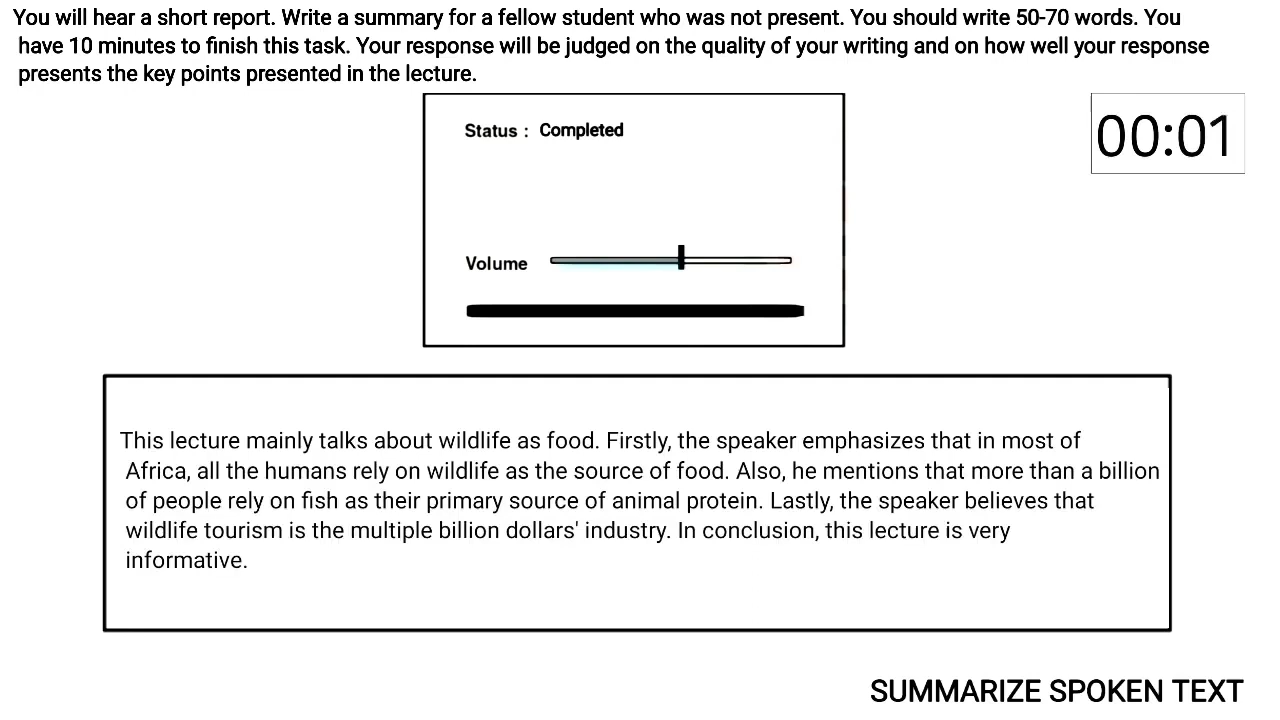 You will hear a short report. Write a summary for a fellow student who was not present. You should write 50-70 words. You
have 10 minutes to finish this task. Your response will be judged on the quality of your writing and on how well your response
presents the key points presented in the lecture.
Status : Completed
00:01
Volume
This lecture mainly talks about wildlife as food. Firstly, the speaker emphasizes that in most of
Africa, all the humans rely on wildlife as the source of food. Also, he mentions that more than a billion
of people rely on fish as their primary source of animal protein. Lastly, the speaker believes that
wildlife tourism is the multiple billion dollars' industry. In conclusion, this lecture is very
informative.
SUMMARIZE SPOKEN TEXT